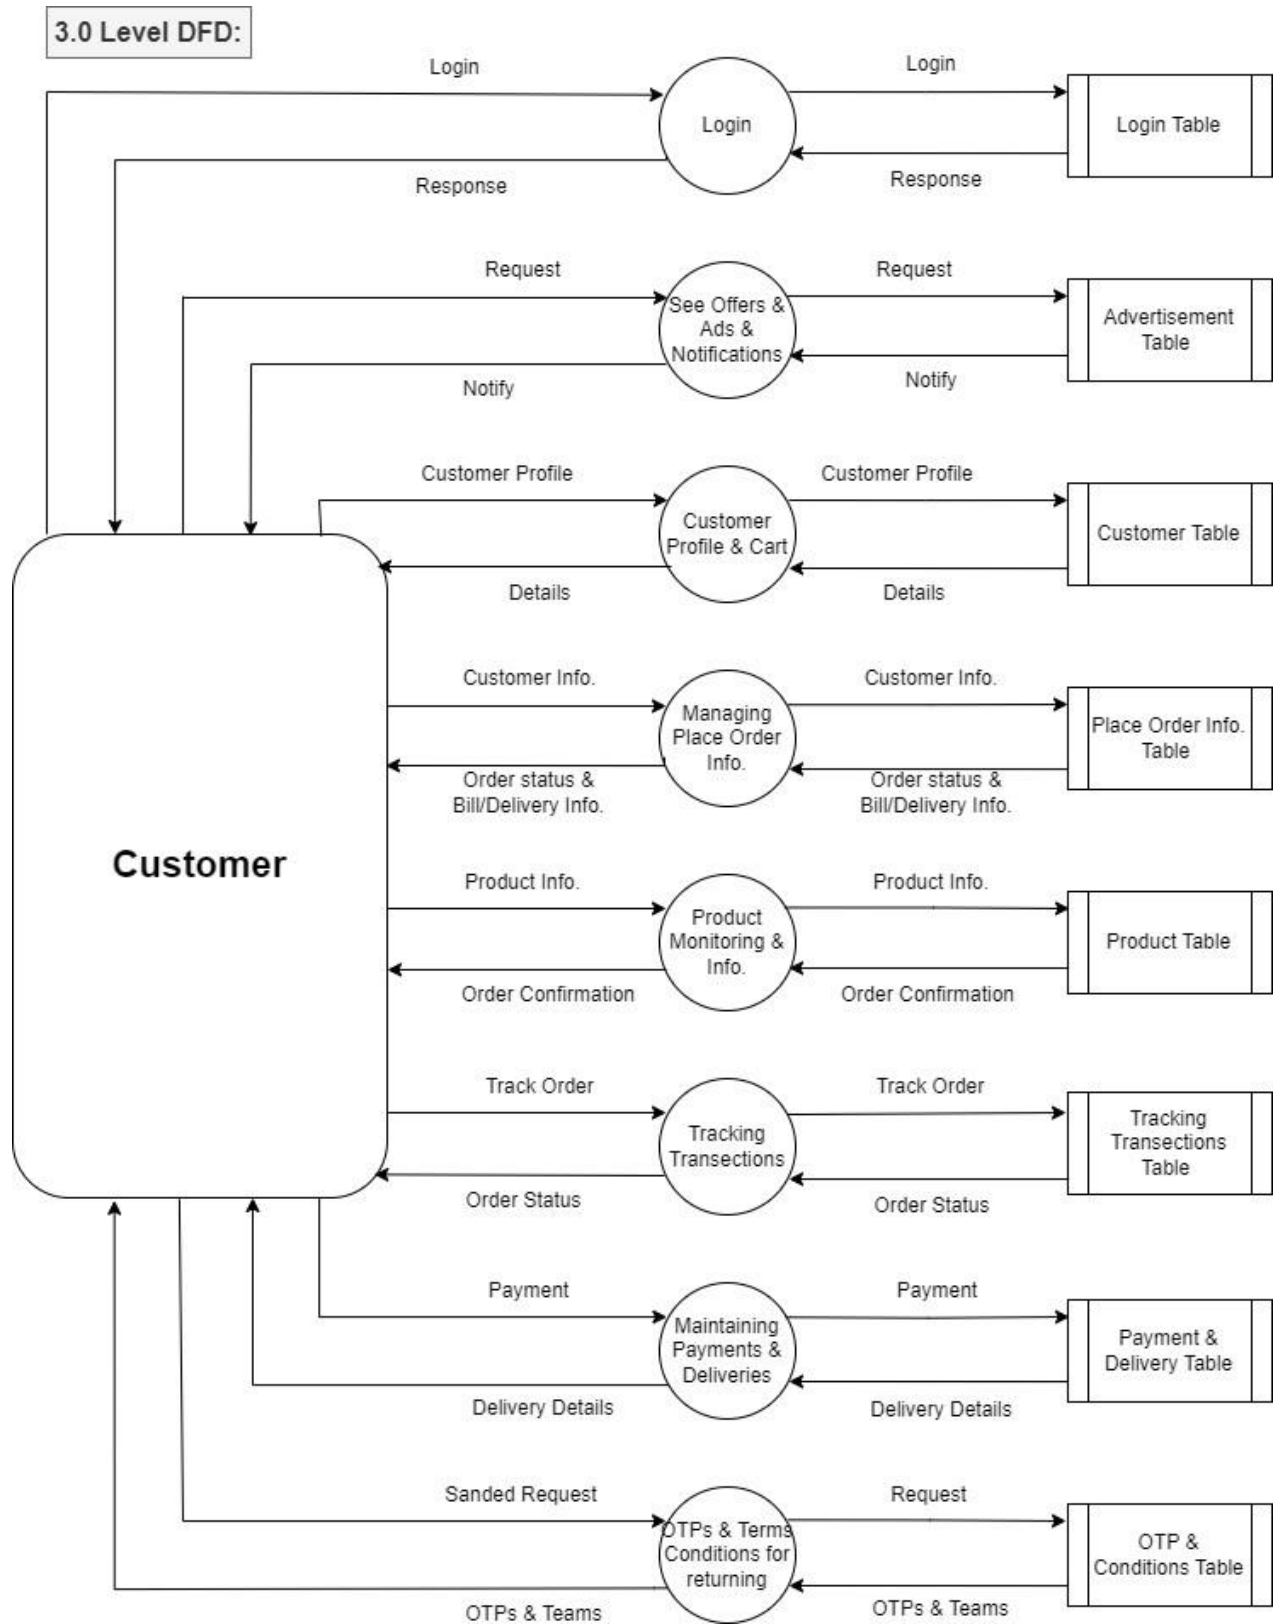 3.0 Level DFD:
Login
Login
Login
Login Table
Response
Response
Request
Request
See Offers &
Ads &
Notifications
Advertisement
Table
Notify
Notify
Customer Profile
Customer Profile
Customer
Profile & Cart
Customer Table
Details
Details
Customer Info.
Customer Info.
Managing
Place Order
Info.
Place Order Info.
Table
Order status &
Bill/Delivery Info.
Order status &
Bill/Delivery Info.
Customer
Product Info.
Product Info.
Product
Monitoring &
Info.
Product Table
Order Confirmation
Order Confirmation
Track Order
Track Order
Tracking
Transections
Tracking
Transections
Table
Order Status
Order Status
Payment
Payment
Maintaining
Payments &
Deliveries
Payment &
Delivery Table
Delivery Details
Delivery Details
Sanded Request
Request
OTPs & Terms
Conditions for
returning
OTP &
Conditions Table
OTPs & Teams
OTPs & Teams